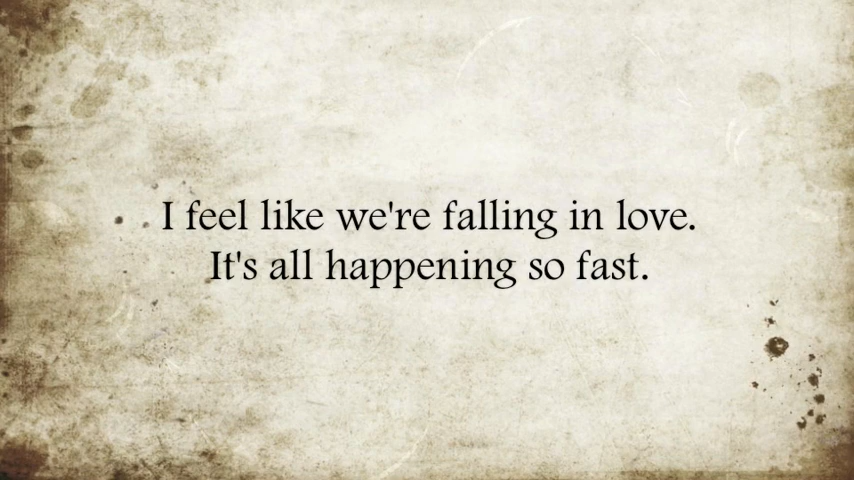 I feel like we're falling in love.
It's all happening so fast.